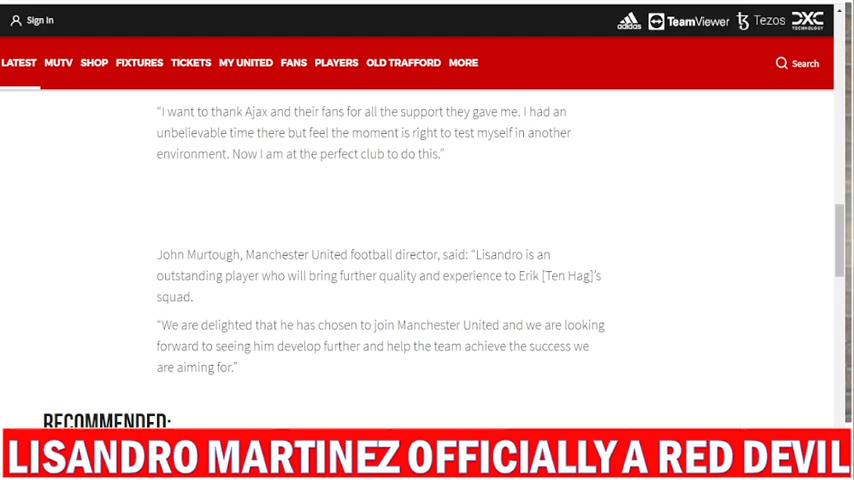 Sign In
adidas TeamViewer Tezos DXC TECHNOLOGY
LATEST MUTV SHOP FIXTURES TICKETS MY UNITED FANS PLAYERS OLD TRAFFORD MORE Search
“I want to thank Ajax and their fans for all the support they gave me. I had an
unbelievable time there but feel the moment is right to test myself in another
environment. Now I am at the perfect club to do this.”
John Murtough, Manchester United football director, said: “Lisandro is an
outstanding player who will bring further quality and experience to Erik [Ten Hag]’s
squad.
“We are delighted that he has chosen to join Manchester United and we are looking
forward to seeing him develop further and help the team achieve the success we
are aiming for.”
RECOMMENDED:
LISANDRO MARTINEZ OFFICIALLY A RED DEVIL